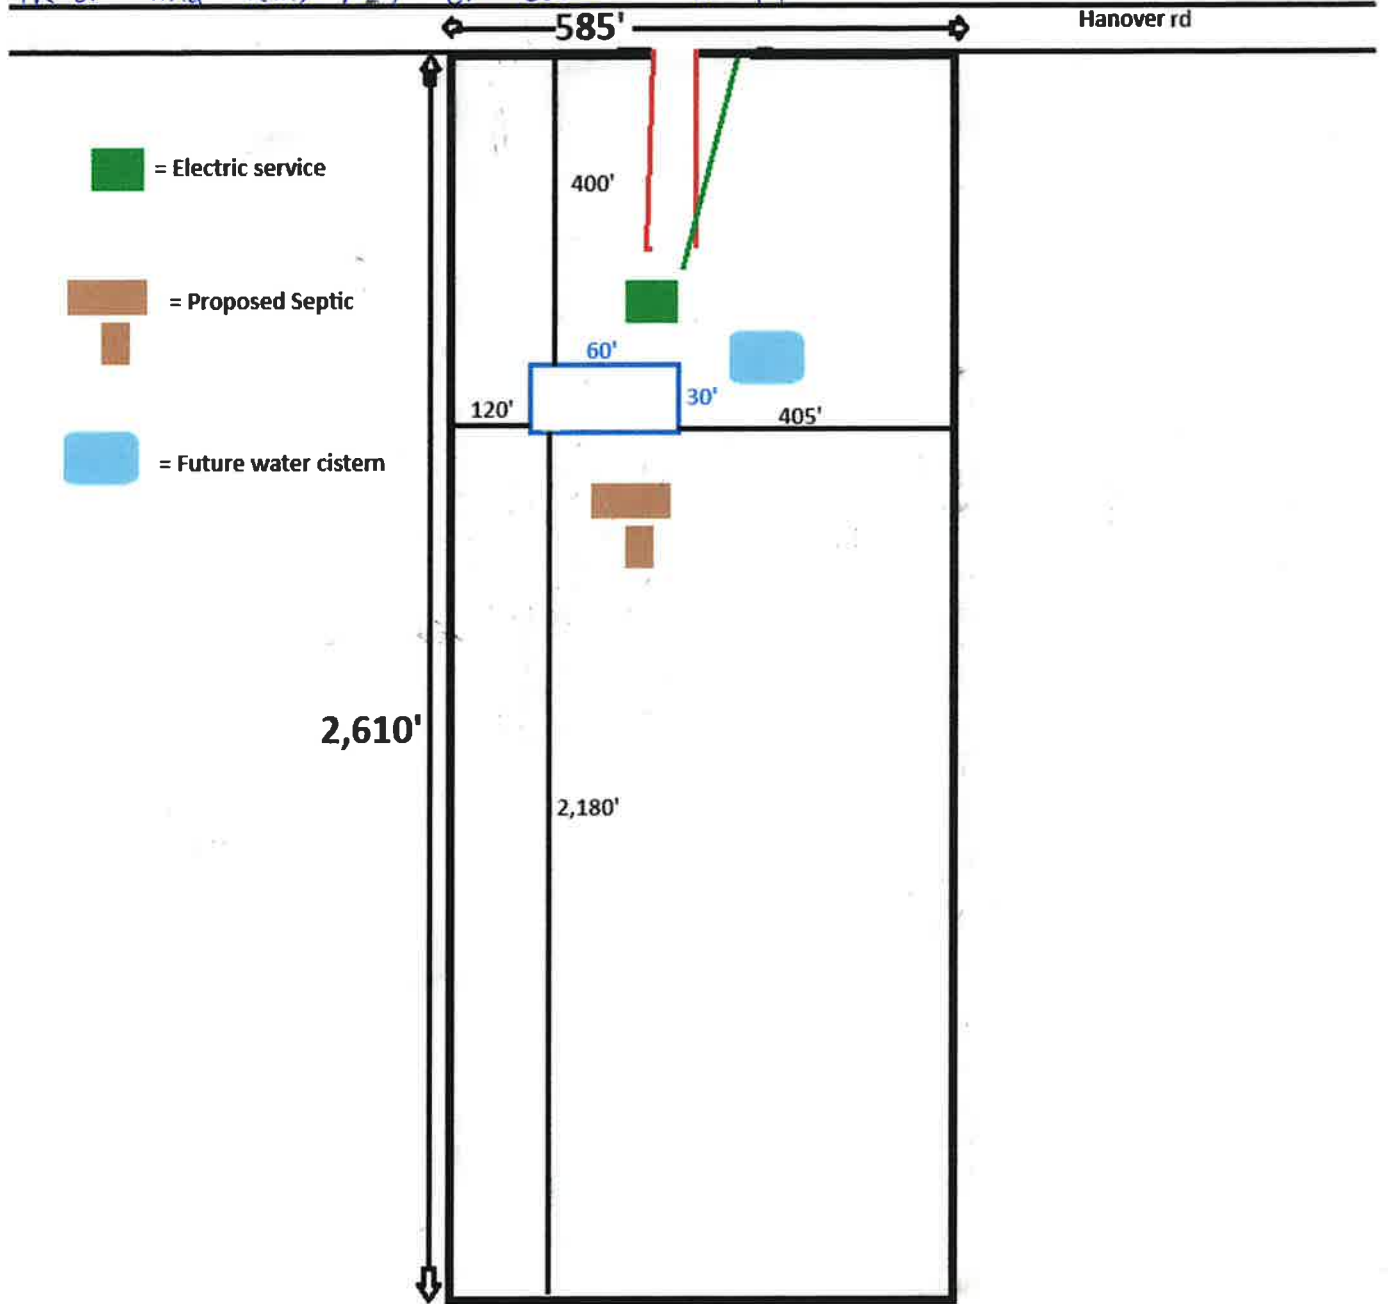 585'
Hanover rd
= Electric service
400'
= Proposed Septic
60'
30'
120'
405'
= Future water cistern
2,610'
2,180'